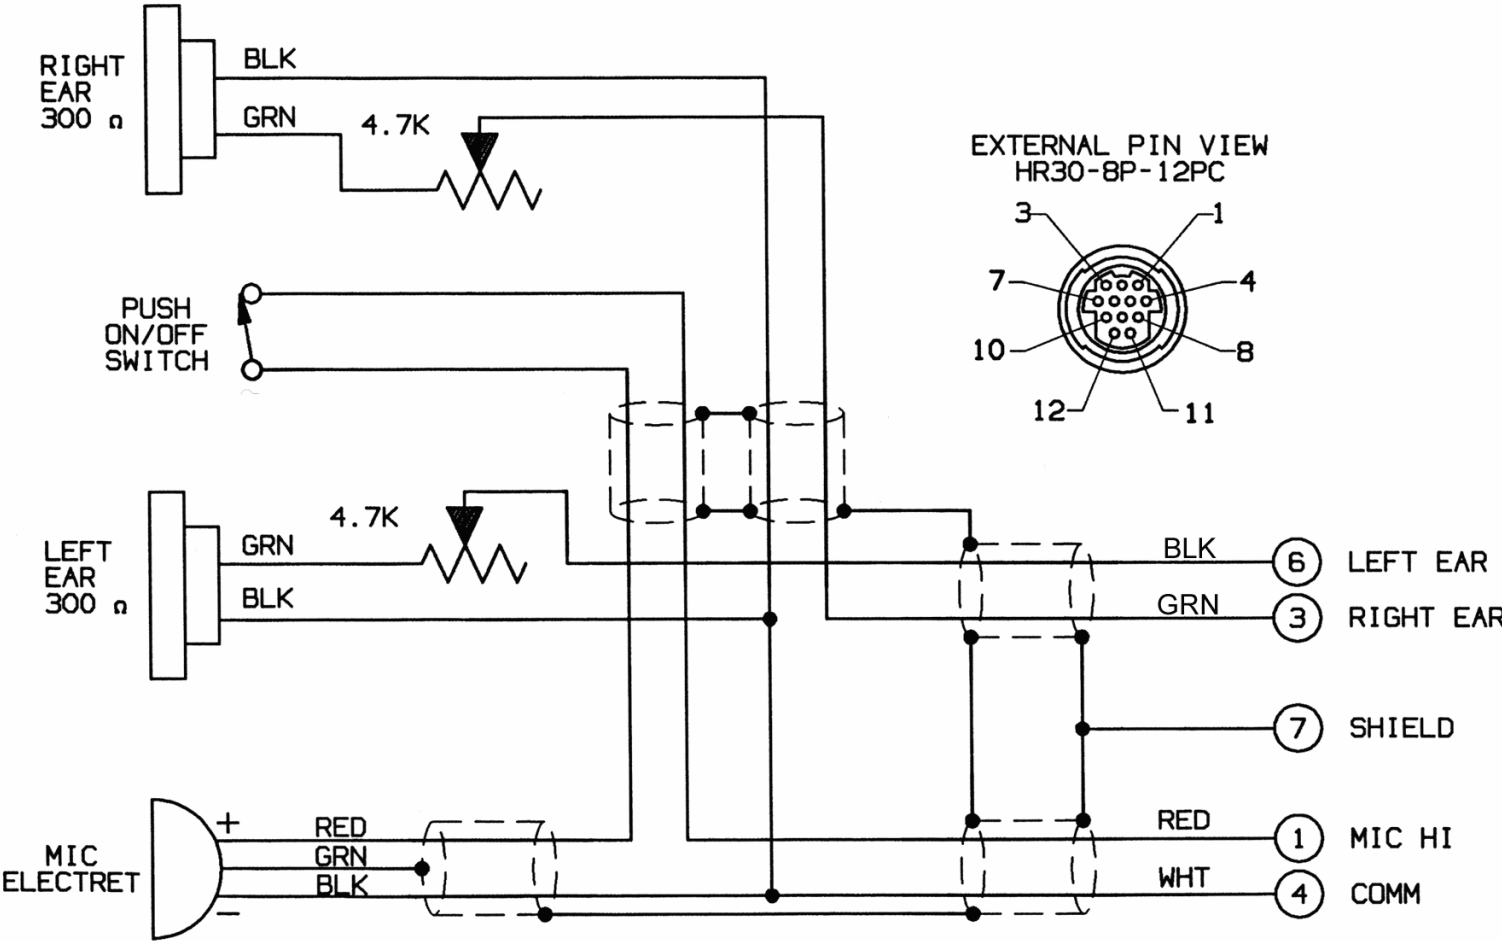 RIGHT
EAR
300 Ω
BLK
GRN
4.7K
EXTERNAL PIN VIEW
HR30-8P-12PC
3
1
7
4
10
8
12
11
PUSH
ON/OFF
SWITCH
LEFT
EAR
300 Ω
GRN
BLK
4.7K
BLK
6
LEFT EAR
GRN
3
RIGHT EAR
7
SHIELD
MIC
ELECTRET
+
RED
GRN
BLK
−
RED
1
MIC HI
WHT
4
COMM